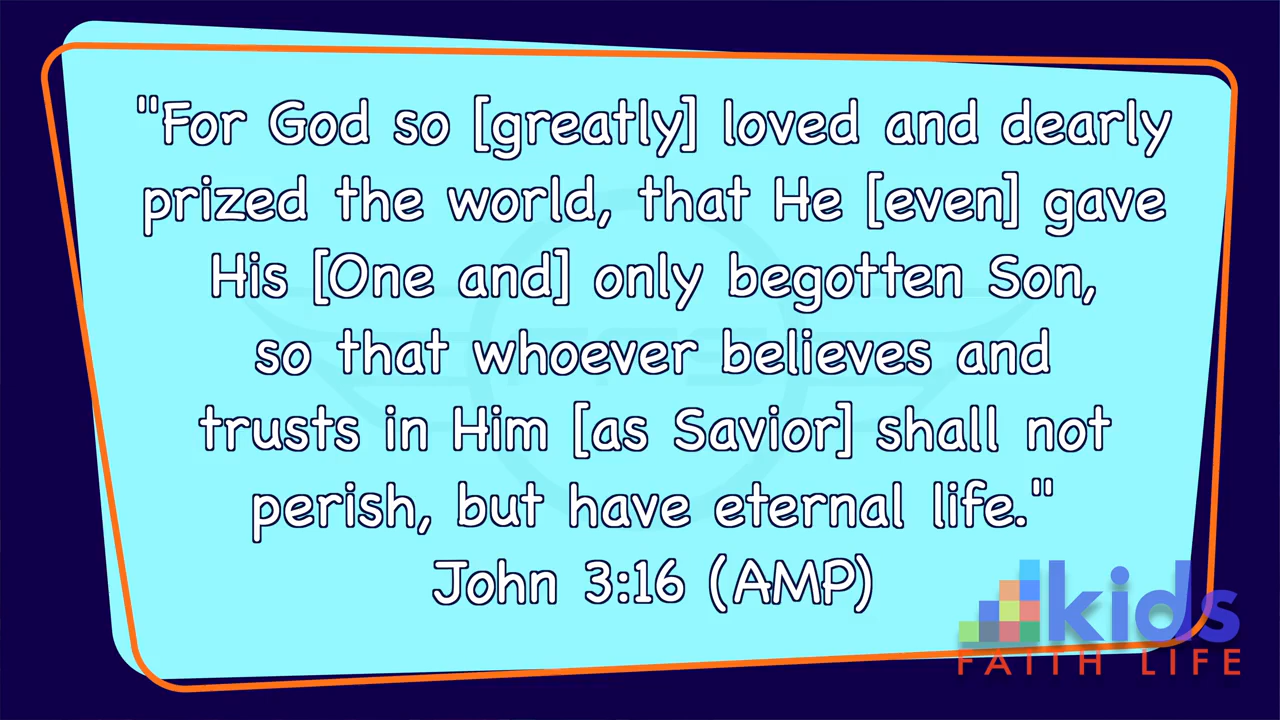 "For God so [greatly] loved and dearly
prized the world, that He [even] gave
His [One and] only begotten Son,
so that whoever believes and
trusts in Him [as Savior] shall not
perish, but have eternal life."
John 3:16 (AMP)
kids
FAITH LIFE